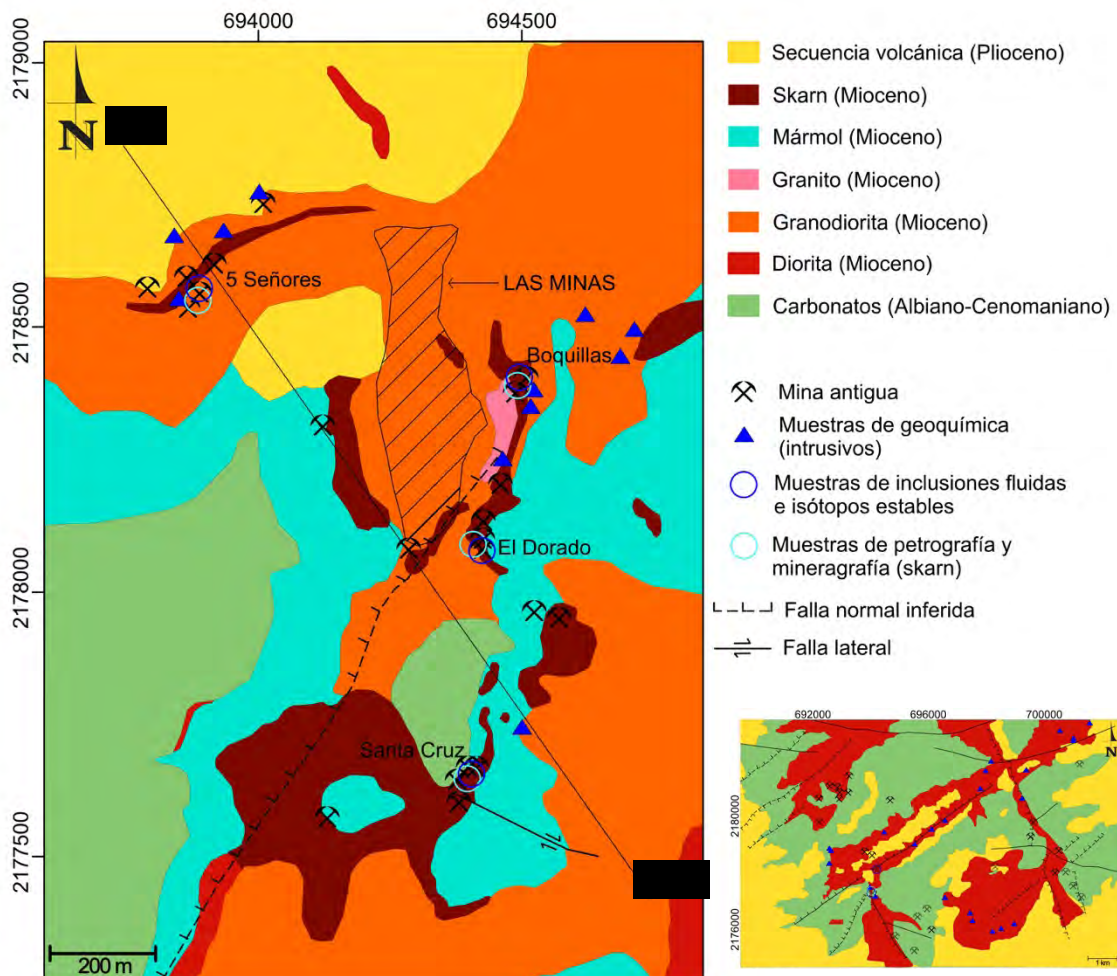 694000
694500
2179000
2178500
2178000
2177500
N
5 Señores
LAS MINAS
Boquillas
El Dorado
Santa Cruz
200 m
Secuencia volcánica (Plioceno)
Skarn (Mioceno)
Mármol (Mioceno)
Granito (Mioceno)
Granodiorita (Mioceno)
Diorita (Mioceno)
Carbonatos (Albiano-Cenomaniano)
Mina antigua
Muestras de geoquímica
(intrusivos)
Muestras de inclusiones fluidas
e isótopos estables
Muestras de petrografía y
mineragrafía (skarn)
Falla normal inferida
Falla lateral
692000
696000
700000
2180000
2176000
N
1 km